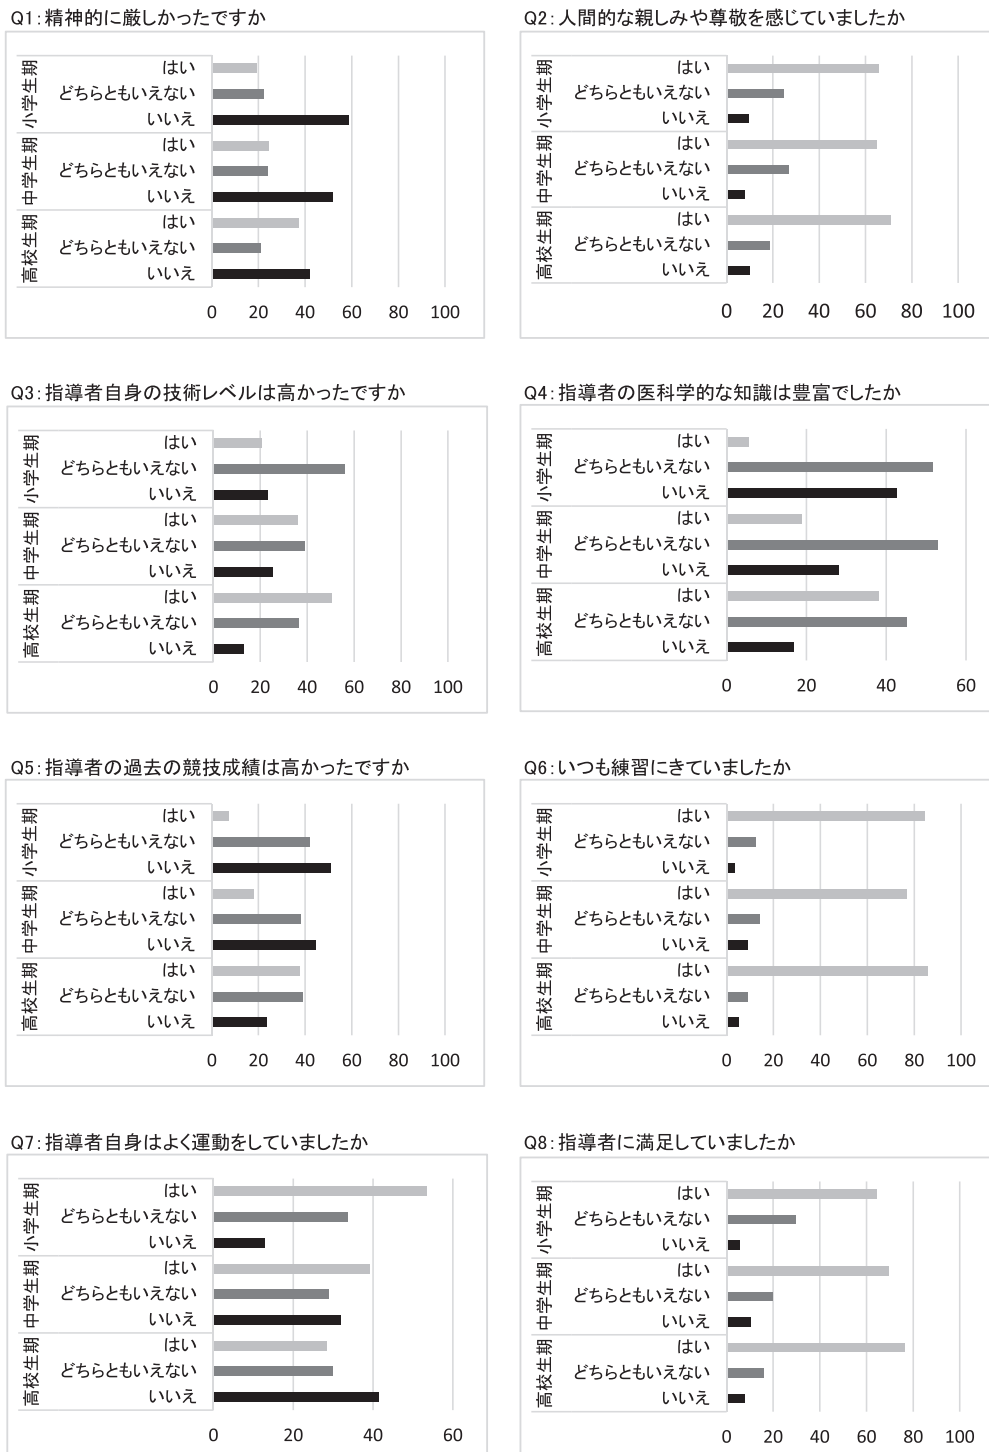 Q1：精神的に厳しかったですか
小学生期
はい
どちらともいえない
いいえ
中学生期
はい
どちらともいえない
いいえ
高校生期
はい
どちらともいえない
いいえ
0 20 40 60 80 100
Q2：人間的な親しみや尊敬を感じていましたか
小学生期
はい
どちらともいえない
いいえ
中学生期
はい
どちらともいえない
いいえ
高校生期
はい
どちらともいえない
いいえ
0 20 40 60 80 100
Q3：指導者自身の技術レベルは高かったですか
小学生期
はい
どちらともいえない
いいえ
中学生期
はい
どちらともいえない
いいえ
高校生期
はい
どちらともいえない
いいえ
0 20 40 60 80 100
Q4：指導者の医科学的な知識は豊富でしたか
小学生期
はい
どちらともいえない
いいえ
中学生期
はい
どちらともいえない
いいえ
高校生期
はい
どちらともいえない
いいえ
0 20 40 60
Q5：指導者の過去の競技成績は高かったですか
小学生期
はい
どちらともいえない
いいえ
中学生期
はい
どちらともいえない
いいえ
高校生期
はい
どちらともいえない
いいえ
0 20 40 60 80 100
Q6：いつも練習にきていましたか
小学生期
はい
どちらともいえない
いいえ
中学生期
はい
どちらともいえない
いいえ
高校生期
はい
どちらともいえない
いいえ
0 20 40 60 80 100
Q7：指導者自身はよく運動をしていましたか
小学生期
はい
どちらともいえない
いいえ
中学生期
はい
どちらともいえない
いいえ
高校生期
はい
どちらともいえない
いいえ
0 20 40 60
Q8：指導者に満足していましたか
小学生期
はい
どちらともいえない
いいえ
中学生期
はい
どちらともいえない
いいえ
高校生期
はい
どちらともいえない
いいえ
0 20 40 60 80 100